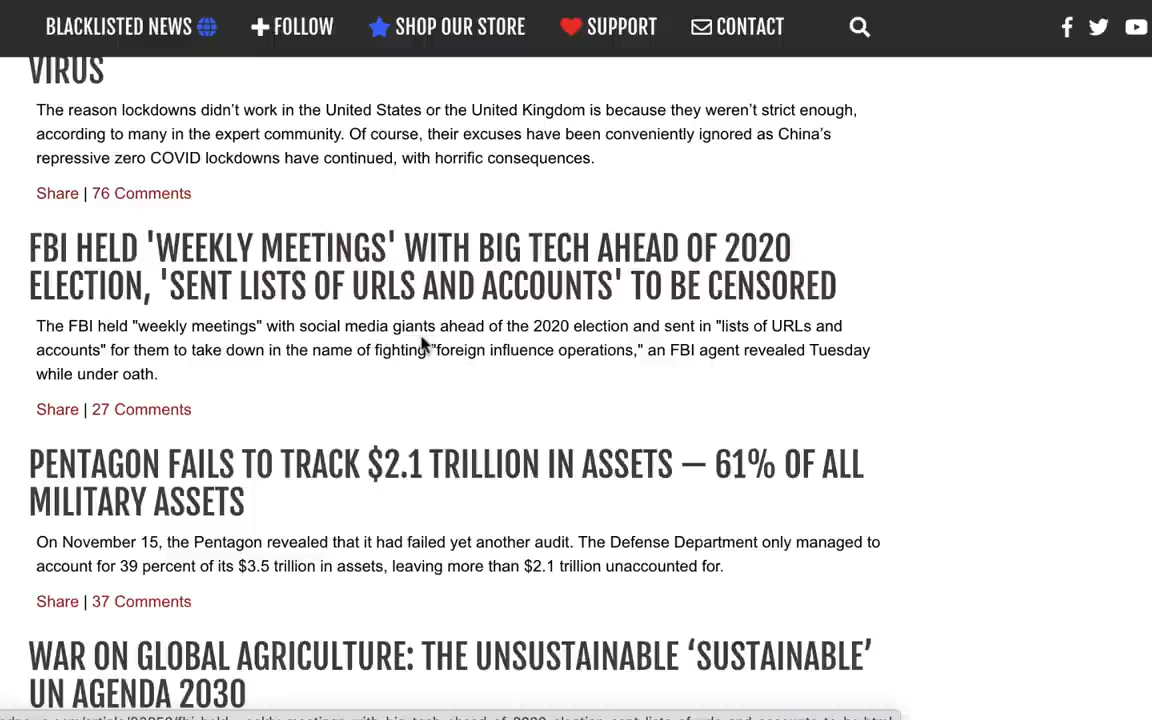 BLACKLISTED NEWS FOLLOW SHOP OUR STORE SUPPORT CONTACT
VIRUS
The reason lockdowns didn’t work in the United States or the United Kingdom is because they weren’t strict enough,
according to many in the expert community. Of course, their excuses have been conveniently ignored as China’s
repressive zero COVID lockdowns have continued, with horrific consequences.
Share | 76 Comments
FBI HELD 'WEEKLY MEETINGS' WITH BIG TECH AHEAD OF 2020
ELECTION, 'SENT LISTS OF URLS AND ACCOUNTS' TO BE CENSORED
The FBI held "weekly meetings" with social media giants ahead of the 2020 election and sent in "lists of URLs and
accounts" for them to take down in the name of fighting "foreign influence operations," an FBI agent revealed Tuesday
while under oath.
Share | 27 Comments
PENTAGON FAILS TO TRACK $2.1 TRILLION IN ASSETS — 61% OF ALL
MILITARY ASSETS
On November 15, the Pentagon revealed that it had failed yet another audit. The Defense Department only managed to
account for 39 percent of its $3.5 trillion in assets, leaving more than $2.1 trillion unaccounted for.
Share | 37 Comments
WAR ON GLOBAL AGRICULTURE: THE UNSUSTAINABLE ‘SUSTAINABLE’
UN AGENDA 2030